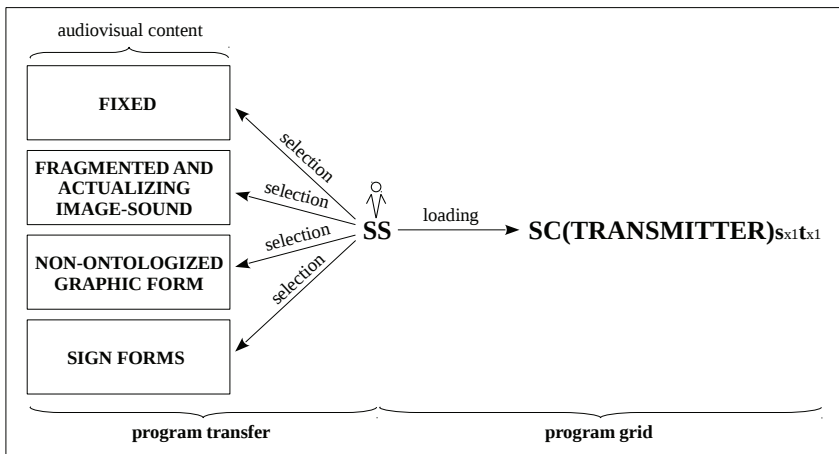 audiovisual content
FIXED
FRAGMENTED AND
ACTUALIZING
IMAGE-SOUND
NON-ONTOLOGIZED
GRAPHIC FORM
SIGN FORMS
selection
selection
selection
selection
SS
loading
SC(TRANSMITTER)sx1tx1
program transfer
program grid